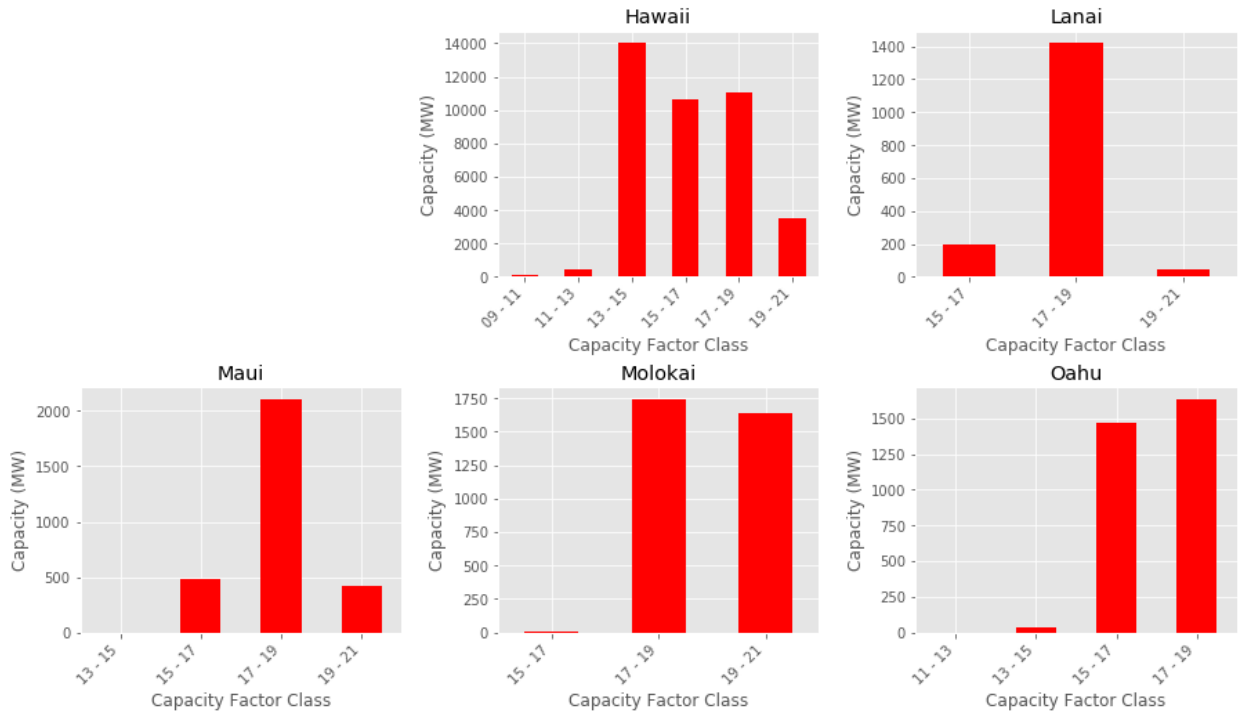 Hawaii
Capacity (MW)
14000
12000
10000
8000
6000
4000
2000
0
09 - 11
11 - 13
13 - 15
15 - 17
17 - 19
19 - 21
Capacity Factor Class
Lanai
Capacity (MW)
1400
1200
1000
800
600
400
200
0
15 - 17
17 - 19
19 - 21
Capacity Factor Class
Maui
Capacity (MW)
2000
1500
1000
500
0
13 - 15
15 - 17
17 - 19
19 - 21
Capacity Factor Class
Molokai
Capacity (MW)
1750
1500
1250
1000
750
500
250
0
15 - 17
17 - 19
19 - 21
Capacity Factor Class
Oahu
Capacity (MW)
1500
1250
1000
750
500
250
0
11 - 13
13 - 15
15 - 17
17 - 19
Capacity Factor Class